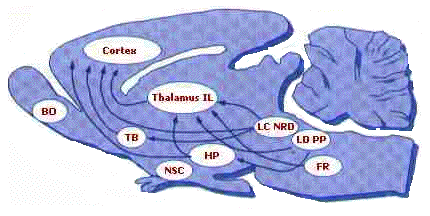 Cortex
Thalamus IL
BO
TB
LC NRD
LD PP
HP
FR
NSC